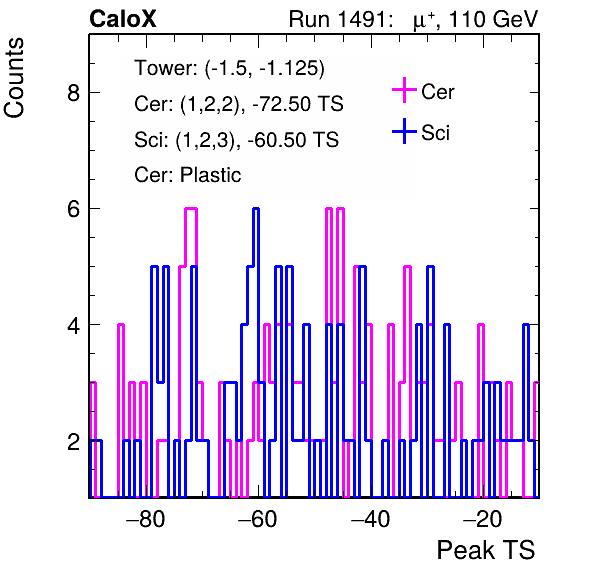 CaloX Run 1491: μ+, 110 GeV
Counts
Tower: (-1.5, -1.125)
Cer: (1,2,2), -72.50 TS
Sci: (1,2,3), -60.50 TS
Cer: Plastic
Cer
Sci
8
6
4
2
−80 −60 −40 −20
Peak TS